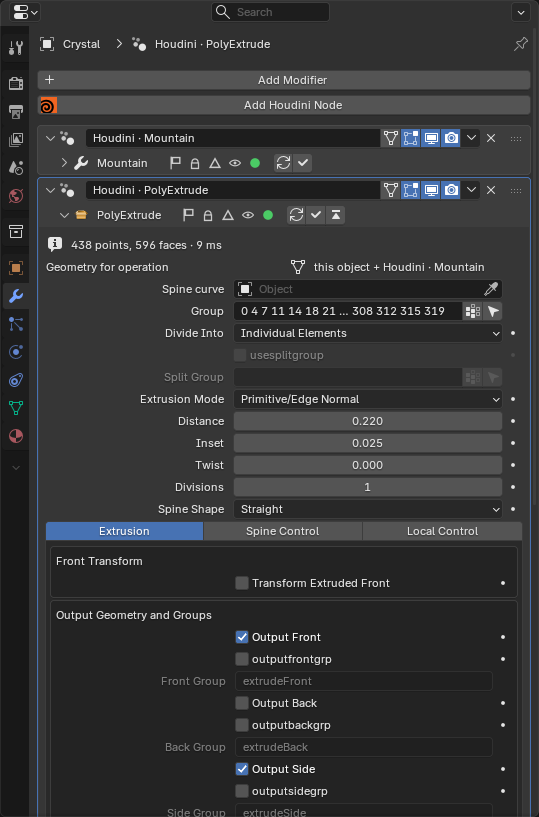 Search
Crystal > Houdini · PolyExtrude
+ Add Modifier
Add Houdini Node
Houdini · Mountain
Mountain
Houdini · PolyExtrude
PolyExtrude
438 points, 596 faces · 9 ms
Geometry for operation this object + Houdini · Mountain
Spine curve Object
Group 0 4 7 11 14 18 21 ... 308 312 315 319
Divide Into Individual Elements
usesplitgroup
Split Group
Extrusion Mode Primitive/Edge Normal
Distance 0.220
Inset 0.025
Twist 0.000
Divisions 1
Spine Shape Straight
Extrusion Spine Control Local Control
Front Transform
Transform Extruded Front
Output Geometry and Groups
Output Front
outputfrontgrp
Front Group extrudeFront
Output Back
outputbackgrp
Back Group extrudeBack
Output Side
outputsidegrp
Side Group extrudeSide